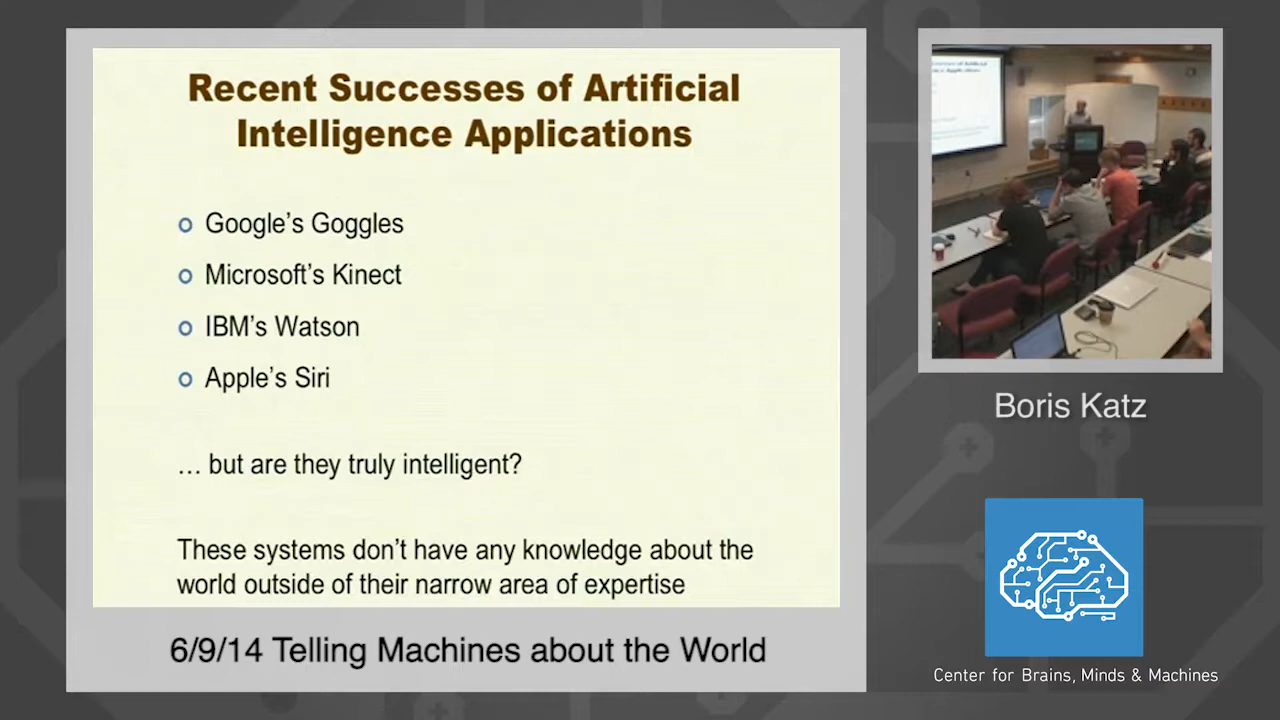 Recent Successes of Artificial
Intelligence Applications
Google's Goggles
Microsoft's Kinect
IBM's Watson
Apple's Siri
... but are they truly intelligent?
These systems don't have any knowledge about the
world outside of their narrow area of expertise
6/9/14 Telling Machines about the World
Boris Katz
Center for Brains, Minds & Machines